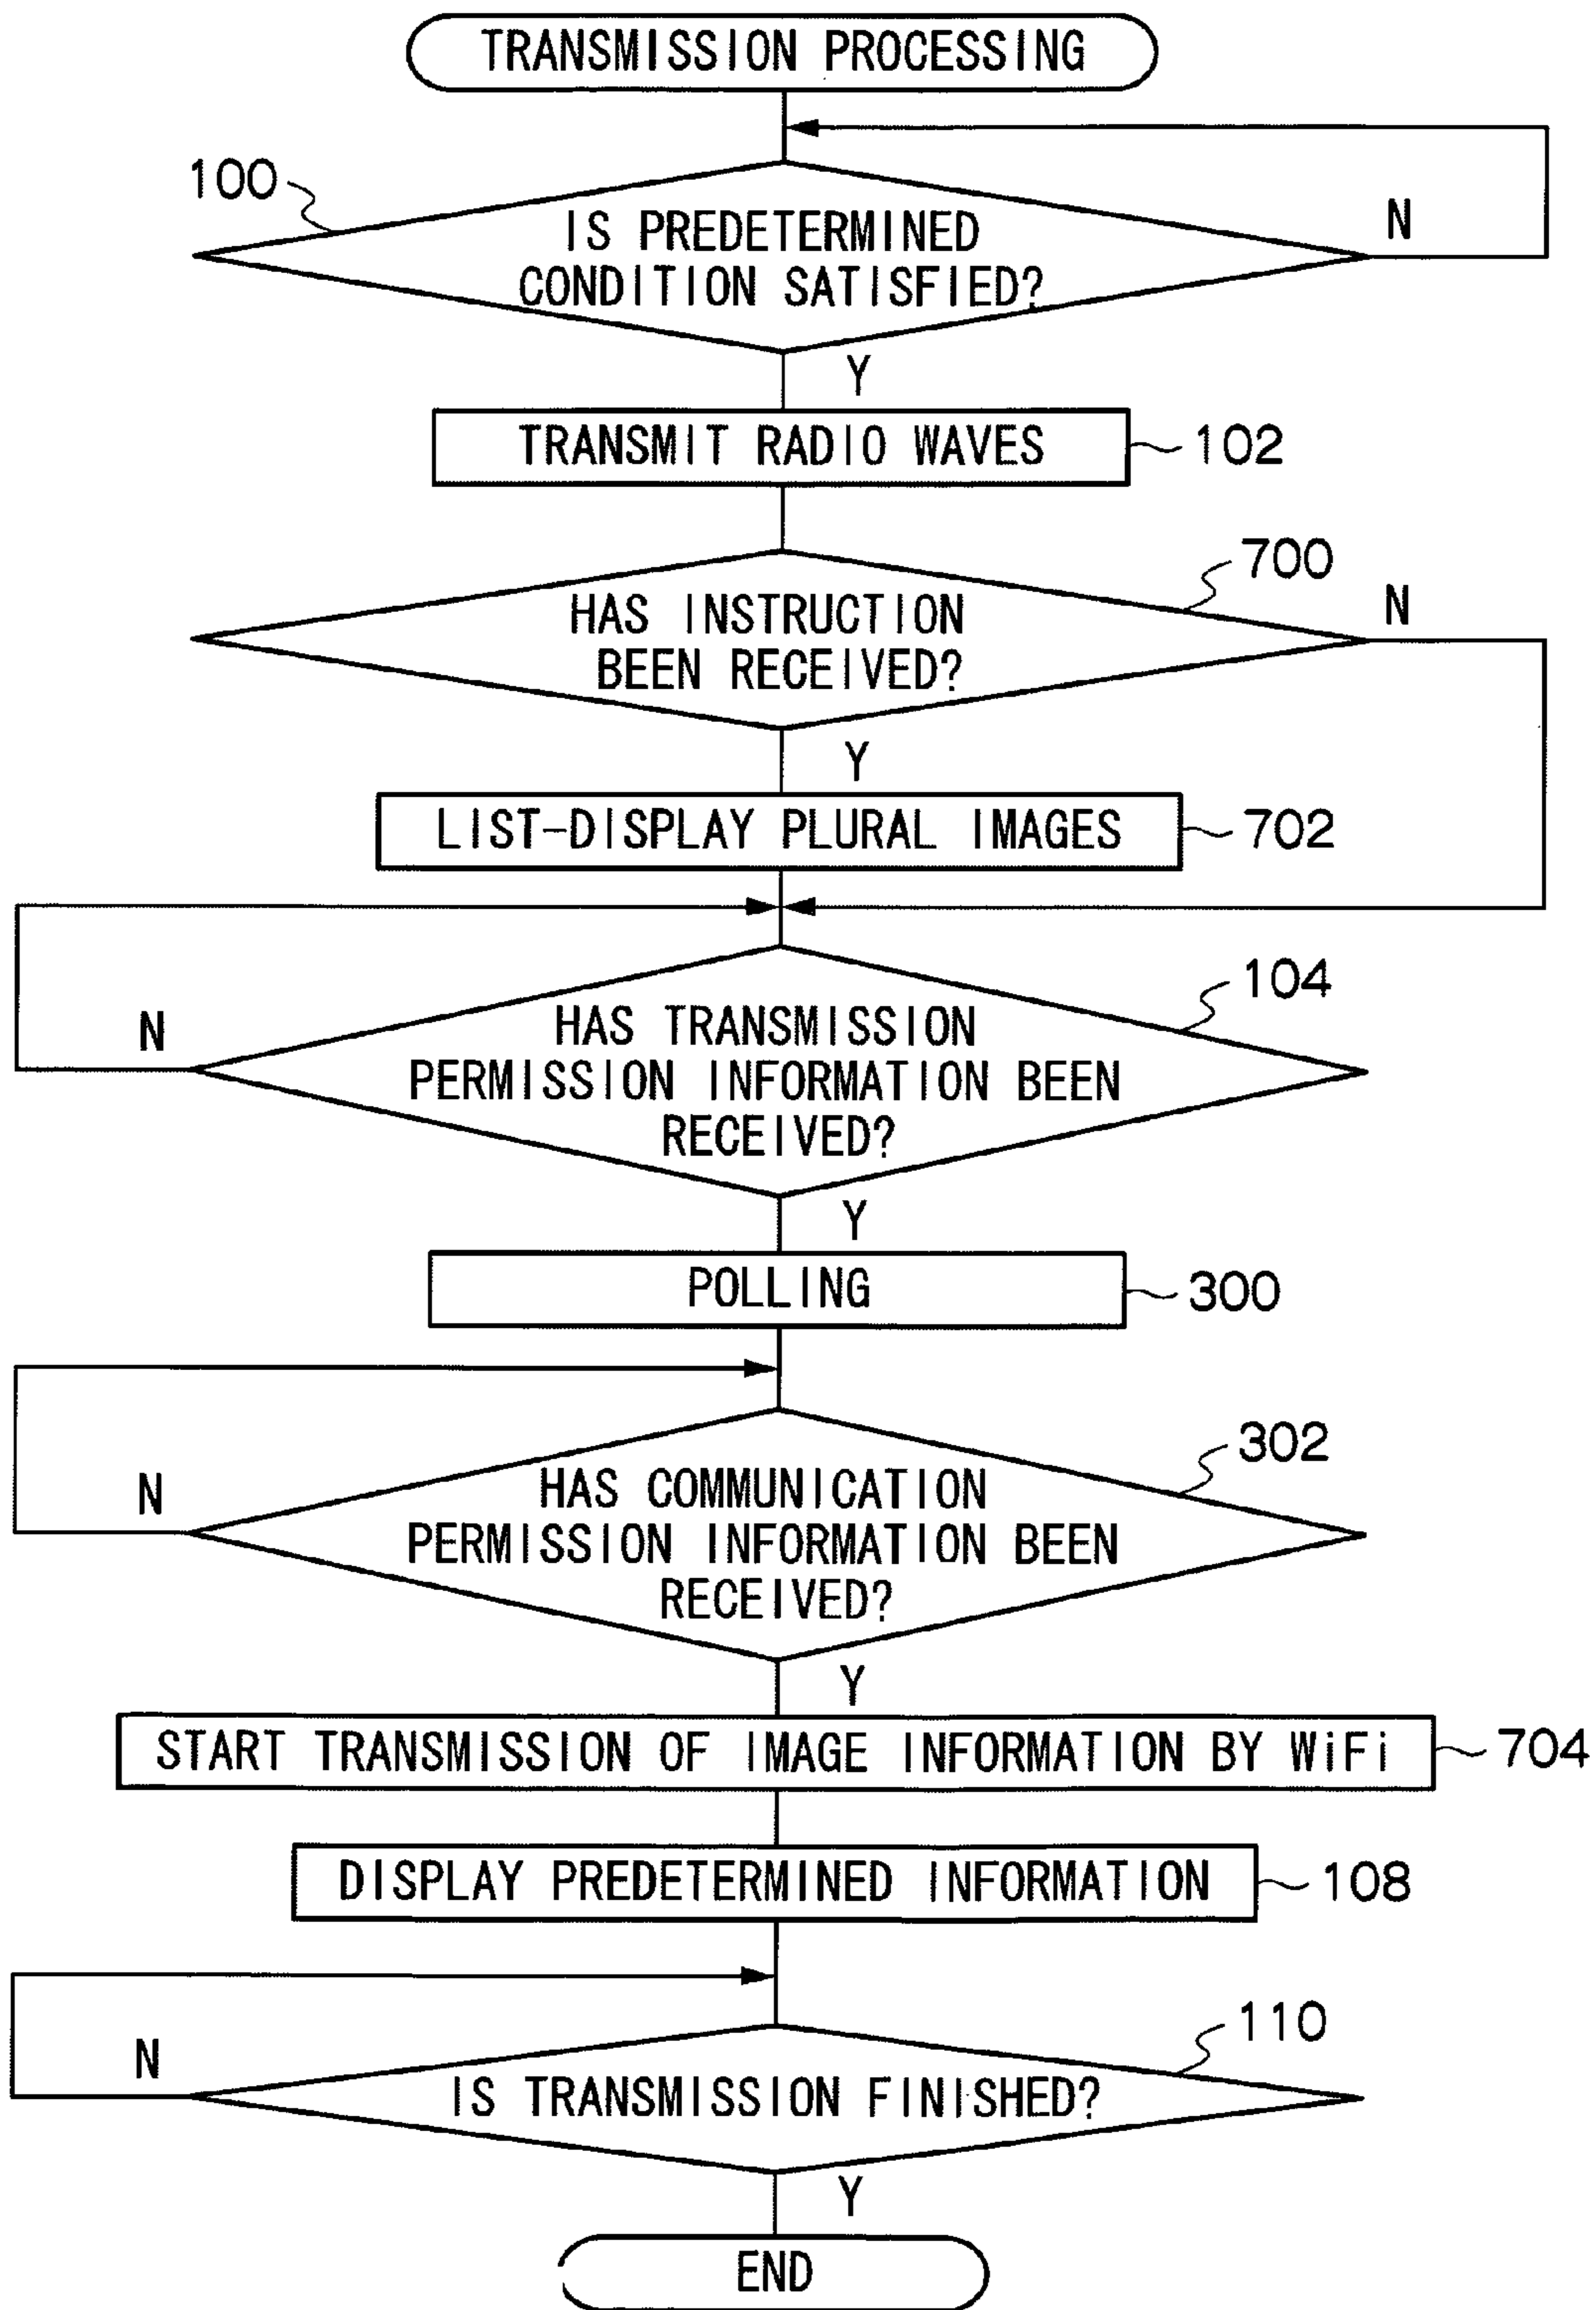 TRANSMISSION PROCESSING
100
IS PREDETERMINED
CONDITION SATISFIED?
N
Y
TRANSMIT RADIO WAVES
102
700
HAS INSTRUCTION
BEEN RECEIVED?
N
Y
LIST-DISPLAY PLURAL IMAGES
702
104
HAS TRANSMISSION
PERMISSION INFORMATION BEEN
RECEIVED?
N
Y
POLLING
300
302
HAS COMMUNICATION
PERMISSION INFORMATION BEEN
RECEIVED?
N
Y
START TRANSMISSION OF IMAGE INFORMATION BY WiFi
704
DISPLAY PREDETERMINED INFORMATION
108
110
N
IS TRANSMISSION FINISHED?
Y
END